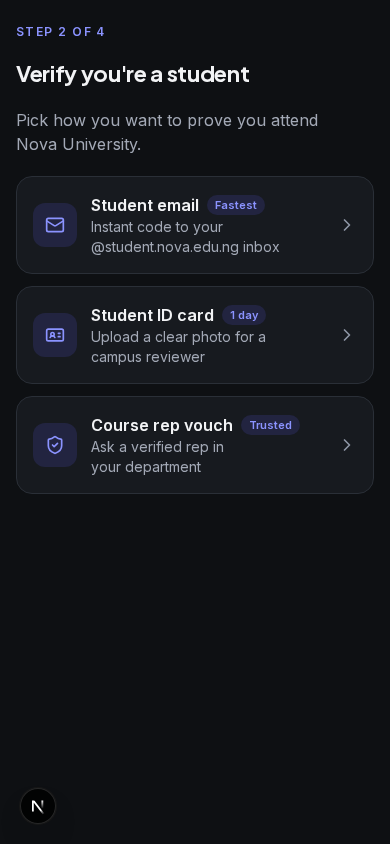 STEP 2 OF 4
Verify you're a student
Pick how you want to prove you attend
Nova University.
Student email Fastest
Instant code to your
@student.nova.edu.ng inbox
Student ID card 1 day
Upload a clear photo for a
campus reviewer
Course rep vouch Trusted
Ask a verified rep in
your department
N